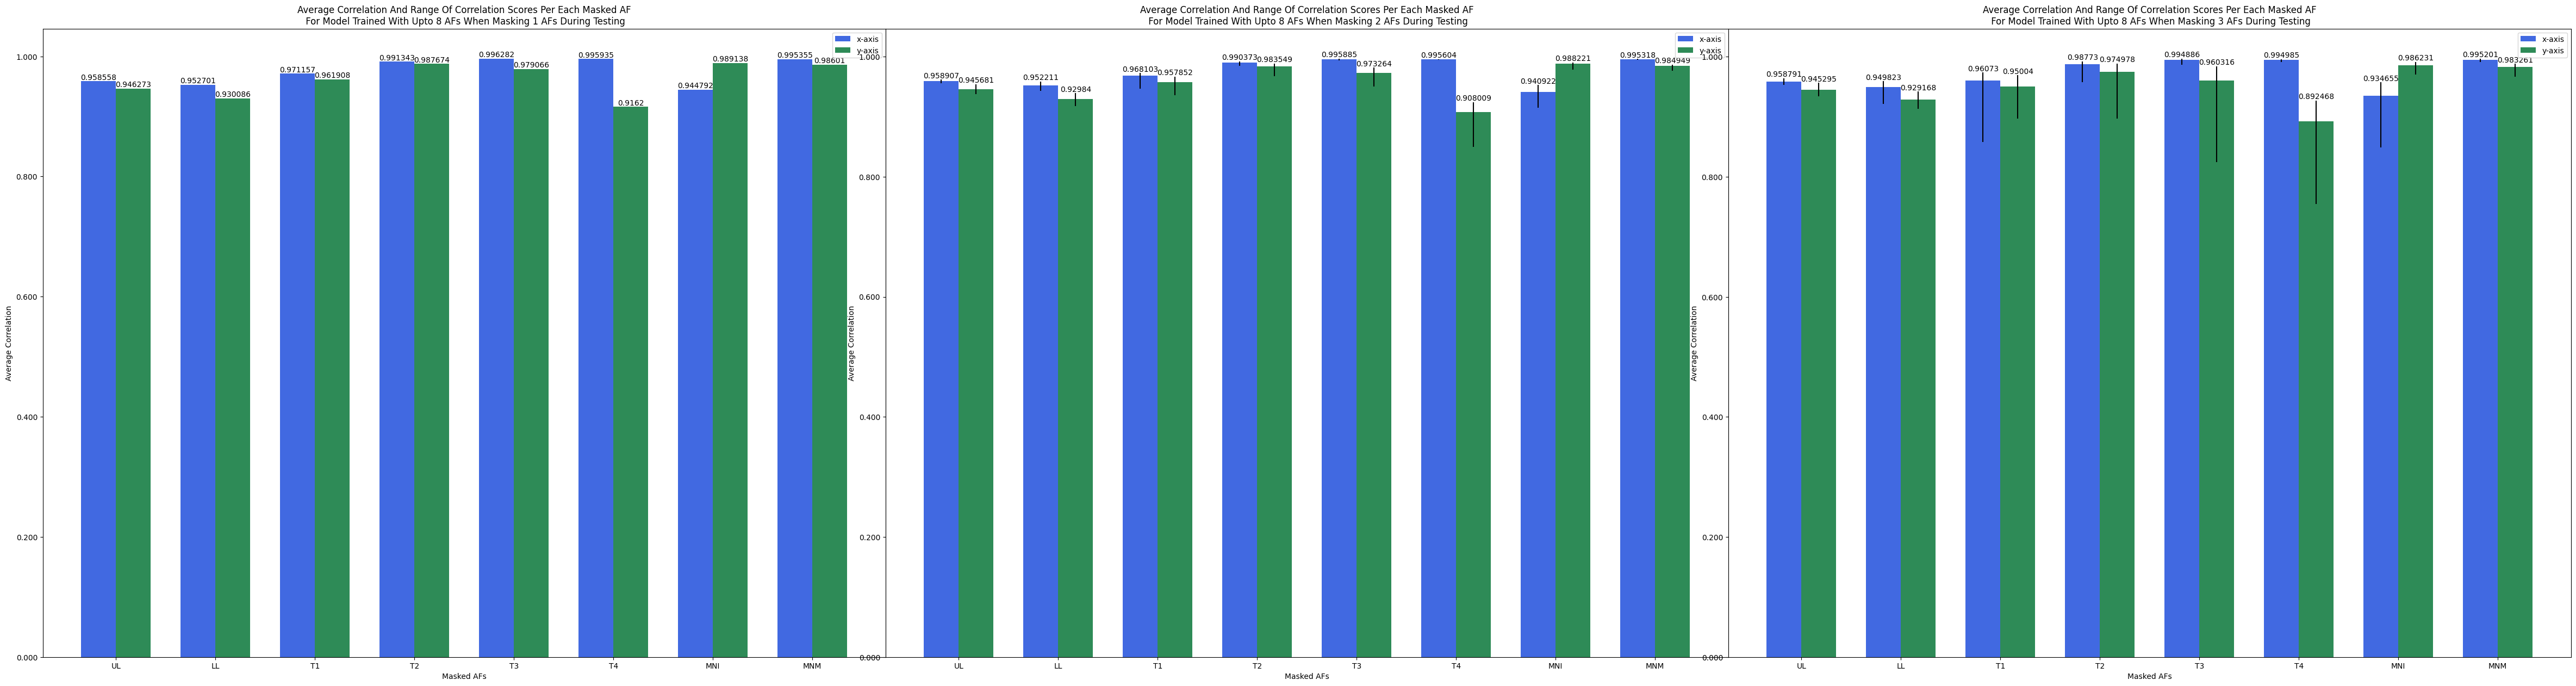 Average Correlation And Range Of Correlation Scores Per Each Masked AF
For Model Trained With Upto 8 AFs When Masking 1 AFs During Testing
x-axis
y-axis
1.000
0.800
0.600
0.400
0.200
0.000
Average Correlation
0.958558
0.946273
0.952701
0.930086
0.971157
0.961908
0.991343
0.987674
0.996282
0.979066
0.995935
0.9162
0.944792
0.989138
0.995355
0.98601
UL
LL
T1
T2
T3
T4
MNI
MNM
Masked AFs
Average Correlation And Range Of Correlation Scores Per Each Masked AF
For Model Trained With Upto 8 AFs When Masking 2 AFs During Testing
x-axis
y-axis
1.000
0.800
0.600
0.400
0.200
0.000
Average Correlation
0.958907
0.945681
0.952211
0.92984
0.968103
0.957852
0.990373
0.983549
0.995885
0.973264
0.995604
0.908009
0.940922
0.988221
0.995318
0.984949
UL
LL
T1
T2
T3
T4
MNI
MNM
Masked AFs
Average Correlation And Range Of Correlation Scores Per Each Masked AF
For Model Trained With Upto 8 AFs When Masking 3 AFs During Testing
x-axis
y-axis
1.000
0.800
0.600
0.400
0.200
0.000
Average Correlation
0.958791
0.945295
0.949823
0.929168
0.96073
0.95004
0.98773
0.974978
0.994886
0.960316
0.994985
0.892468
0.934655
0.986231
0.995201
0.983261
UL
LL
T1
T2
T3
T4
MNI
MNM
Masked AFs